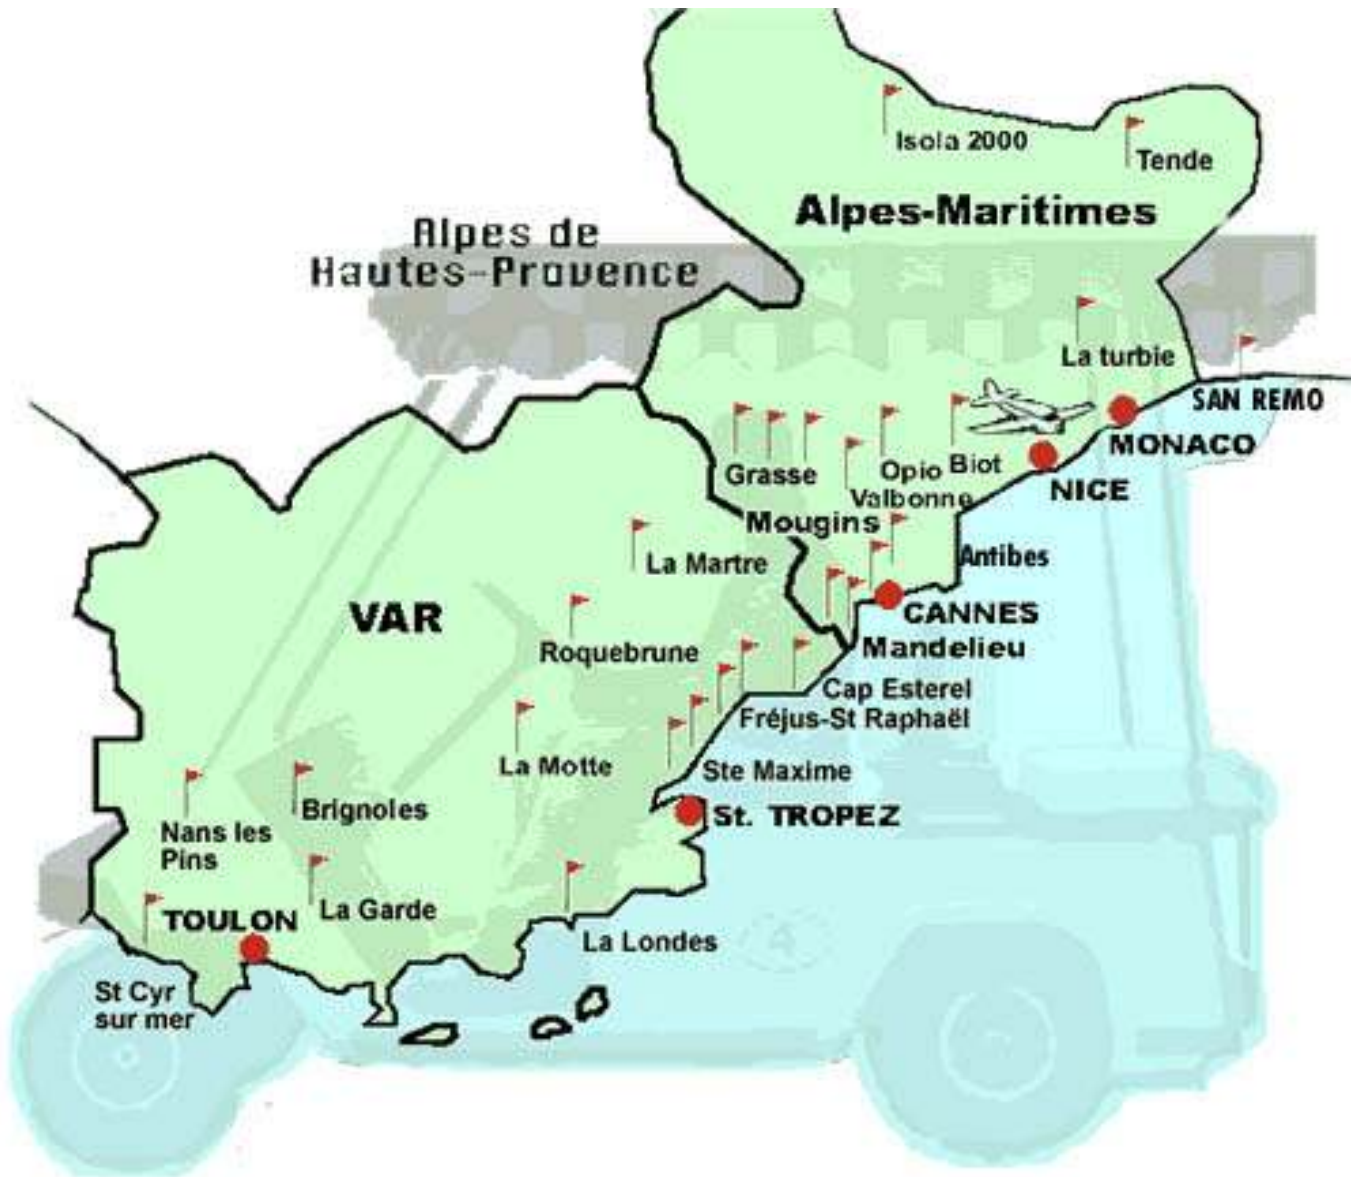 Isola 2000
Tende
Alpes-Maritimes
Alpes de
Hautes-Provence
La turbie
SAN REMO
MONACO
Grasse
Opio
Biot
NICE
Valbonne
Mougins
Antibes
La Martre
CANNES
VAR
Roquebrune
Mandelieu
Cap Esterel
Fréjus-St Raphaël
La Motte
Ste Maxime
Brignoles
St. TROPEZ
Nans les
Pins
La Garde
TOULON
La Londes
St Cyr
sur mer
4